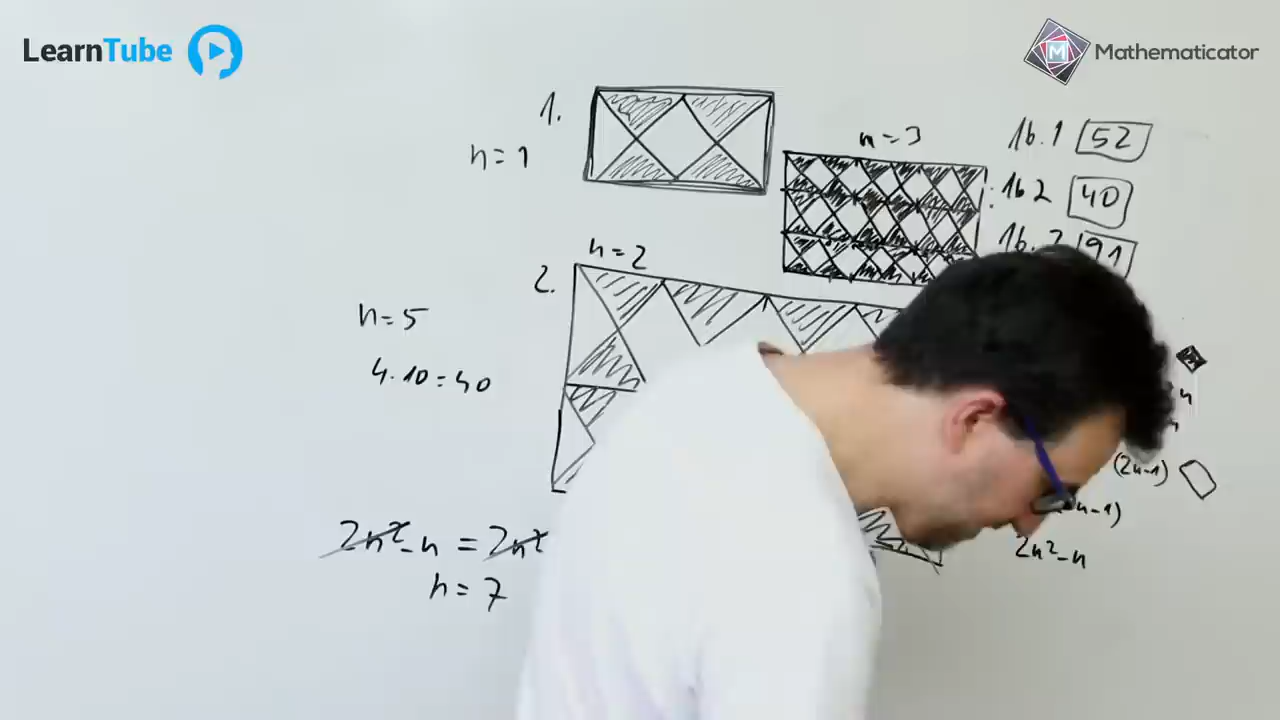 LearnTube
Mathematicator
1.
n=1
n=3
16.1 52
16.2 40
16.3 91
n=2
2.
n=5
4·10=40
(2n-1)
n-1)
2n²-n
2n²-n = 2n²
n=7